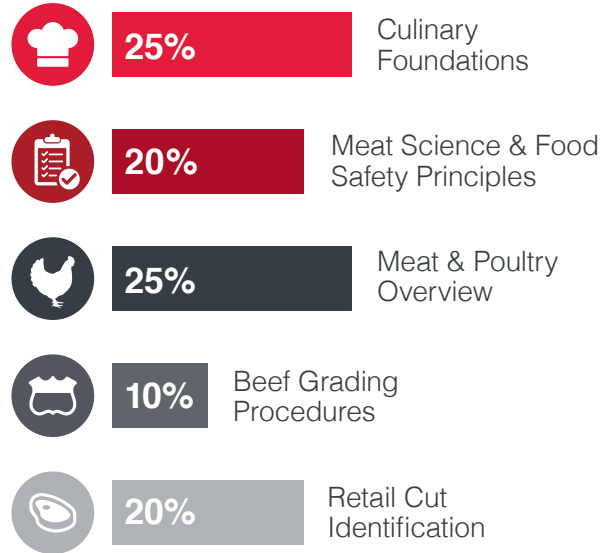 25%
Culinary
Foundations
20%
Meat Science & Food
Safety Principles
25%
Meat & Poultry
Overview
10%
Beef Grading
Procedures
20%
Retail Cut
Identification